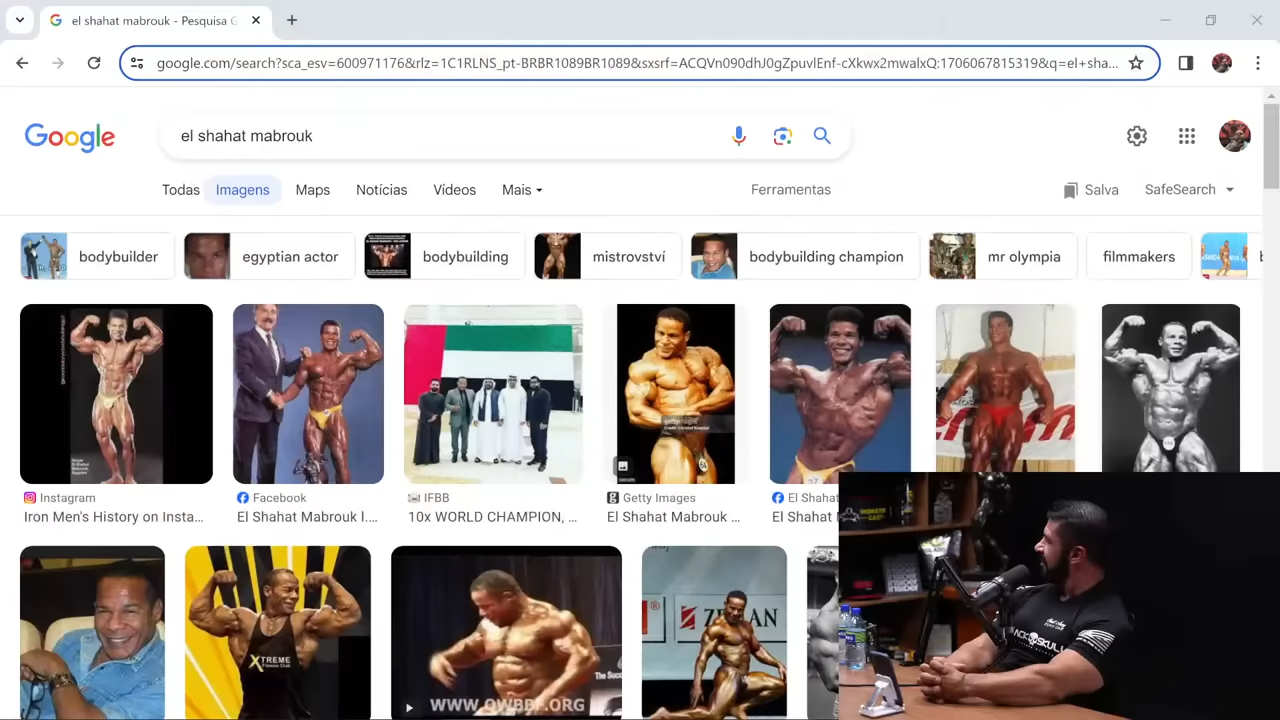 el shahat mabrouk - Pesquisa G
google.com/search?sca_esv=600971176&rlz=1C1RLNS_pt-BRBR1089BR1089&sxsrf=ACQVn090dhJ0gZpuvlEnf-cXkwx2mwalxQ:1706067815319&q=el+sha...
Google
el shahat mabrouk
Todas
Imagens
Maps
Notícias
Vídeos
Mais
Ferramentas
Salva
SafeSearch
bodybuilder
egyptian actor
bodybuilding
mistrovství
bodybuilding champion
mr olympia
filmmakers
Instagram
Iron Men's History on Insta...
Facebook
El Shahat Mabrouk I....
IFBB
10x WORLD CHAMPION, ...
Getty Images
El Shahat Mabrouk ...
El Shahat
El Shahat
XTREME
Fitness Club
WWW.QWBBF.ORG